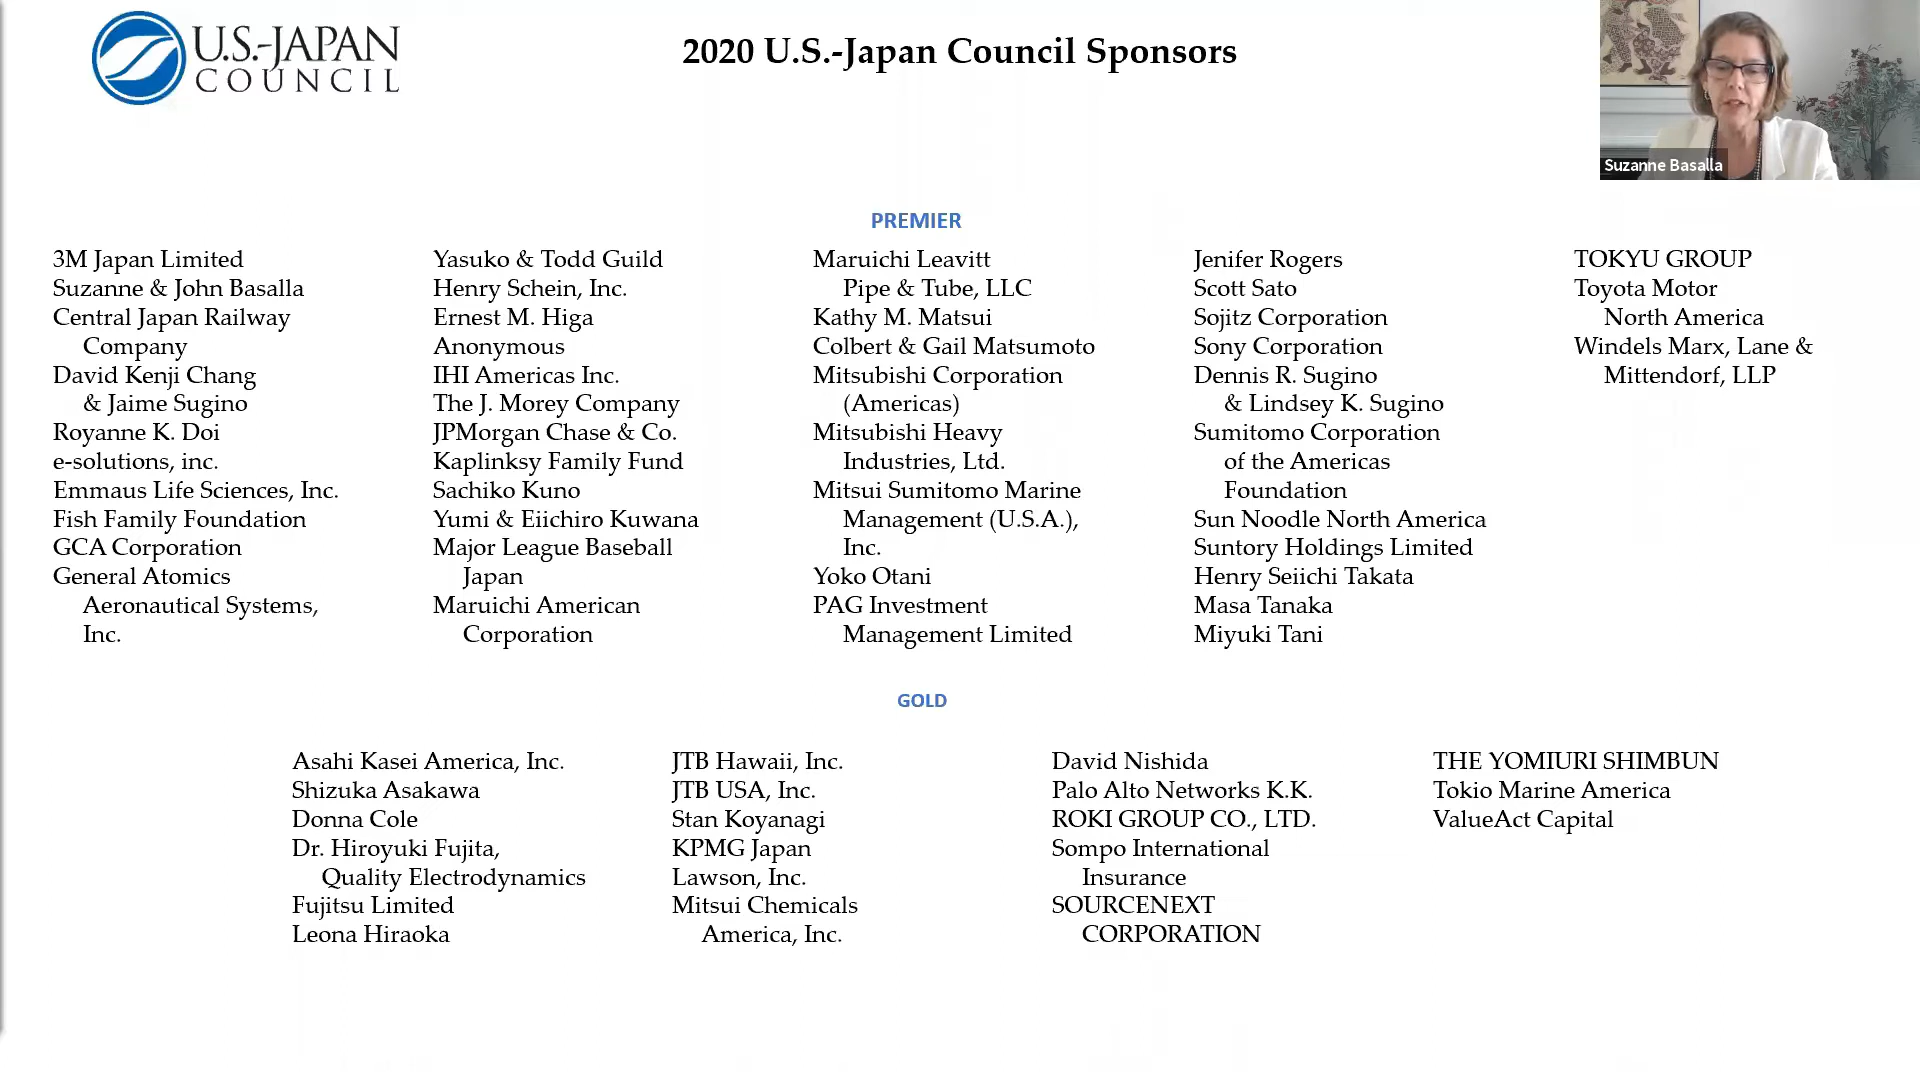 U.S.-JAPAN
COUNCIL
2020 U.S.-Japan Council Sponsors
Suzanne Basalla
PREMIER
3M Japan Limited
Suzanne & John Basalla
Central Japan Railway
Company
David Kenji Chang
& Jaime Sugino
Royanne K. Doi
e-solutions, inc.
Emmaus Life Sciences, Inc.
Fish Family Foundation
GCA Corporation
General Atomics
Aeronautical Systems,
Inc.
Yasuko & Todd Guild
Henry Schein, Inc.
Ernest M. Higa
Anonymous
IHI Americas Inc.
The J. Morey Company
JPMorgan Chase & Co.
Kaplinksy Family Fund
Sachiko Kuno
Yumi & Eiichiro Kuwana
Major League Baseball
Japan
Maruichi American
Corporation
Maruichi Leavitt
Pipe & Tube, LLC
Kathy M. Matsui
Colbert & Gail Matsumoto
Mitsubishi Corporation
(Americas)
Mitsubishi Heavy
Industries, Ltd.
Mitsui Sumitomo Marine
Management (U.S.A.),
Inc.
Yoko Otani
PAG Investment
Management Limited
Jenifer Rogers
Scott Sato
Sojitz Corporation
Sony Corporation
Dennis R. Sugino
& Lindsey K. Sugino
Sumitomo Corporation
of the Americas
Foundation
Sun Noodle North America
Suntory Holdings Limited
Henry Seiichi Takata
Masa Tanaka
Miyuki Tani
TOKYU GROUP
Toyota Motor
North America
Windels Marx, Lane &
Mittendorf, LLP
GOLD
Asahi Kasei America, Inc.
Shizuka Asakawa
Donna Cole
Dr. Hiroyuki Fujita,
Quality Electrodynamics
Fujitsu Limited
Leona Hiraoka
JTB Hawaii, Inc.
JTB USA, Inc.
Stan Koyanagi
KPMG Japan
Lawson, Inc.
Mitsui Chemicals
America, Inc.
David Nishida
Palo Alto Networks K.K.
ROKI GROUP CO., LTD.
Sompo International
Insurance
SOURCENEXT
CORPORATION
THE YOMIURI SHIMBUN
Tokio Marine America
ValueAct Capital